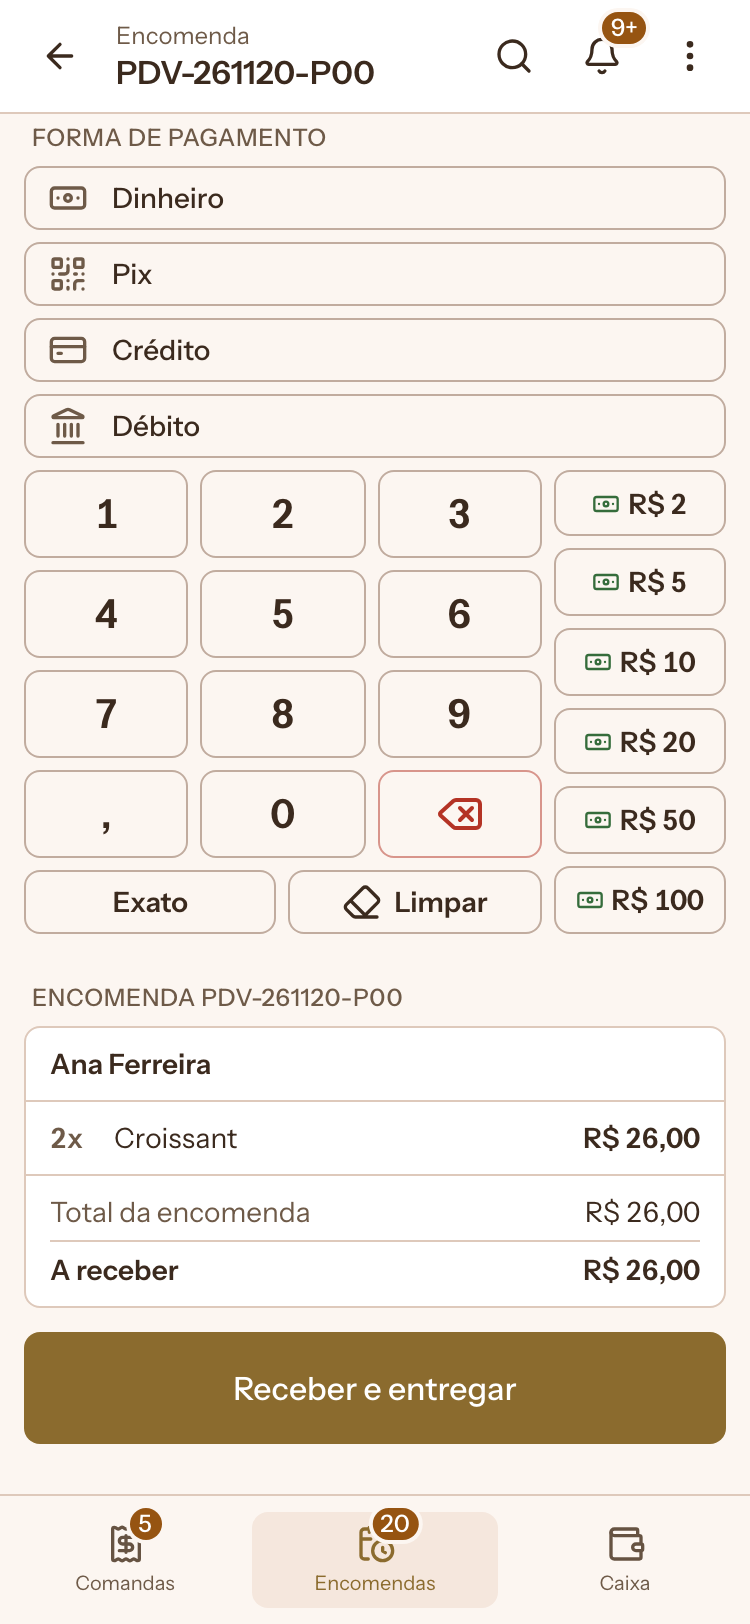 Encomenda
PDV-261120-P00
9+
FORMA DE PAGAMENTO
Dinheiro
Pix
Crédito
Débito
1 2 3 R$ 2
4 5 6 R$ 5
7 8 9 R$ 10
, 0 R$ 20
R$ 50
Exato Limpar R$ 100
ENCOMENDA PDV-261120-P00
Ana Ferreira
2x Croissant R$ 26,00
Total da encomenda R$ 26,00
A receber R$ 26,00
Receber e entregar
5 20
Comandas Encomendas Caixa